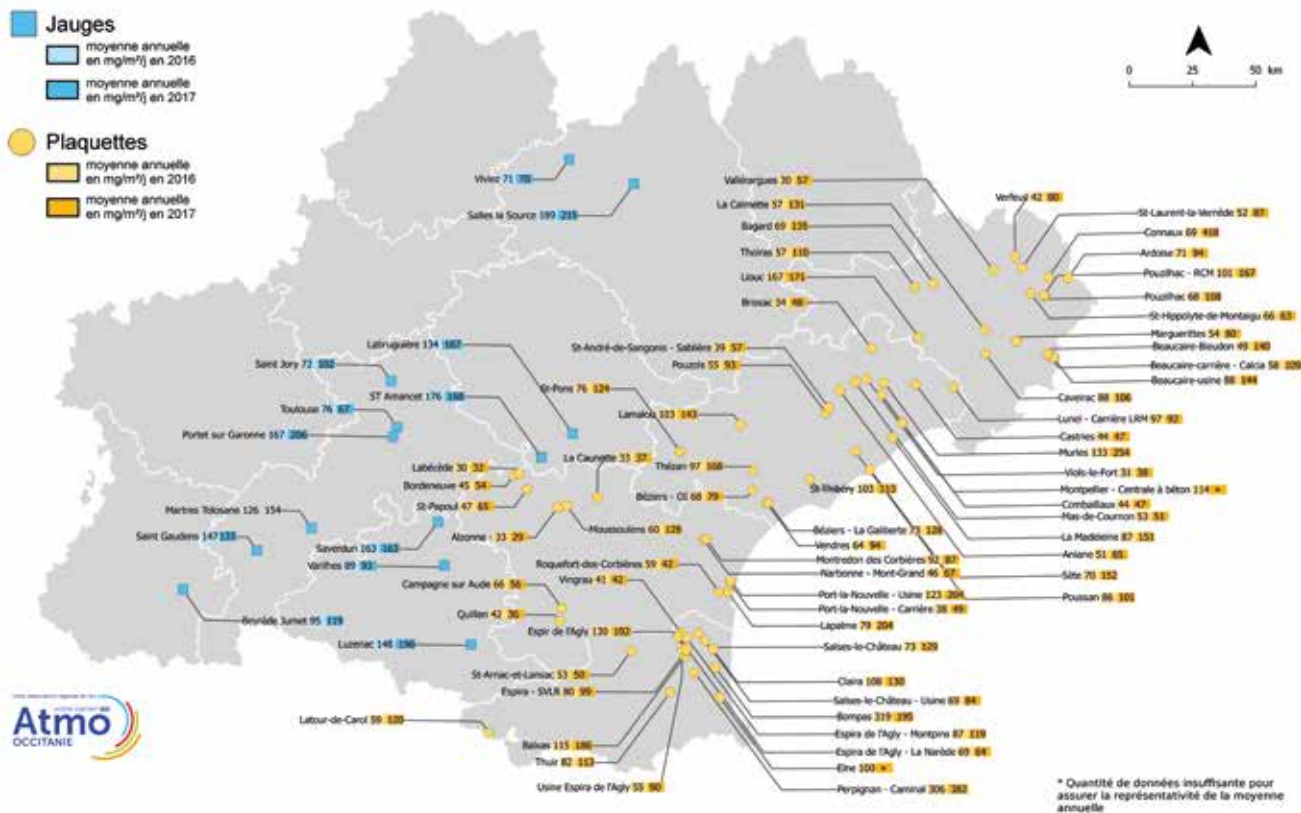 Jauges
moyenne annuelle
en mg/m²/j en 2016
moyenne annuelle
en mg/m²/j en 2017
Plaquettes
moyenne annuelle
en mg/m²/j en 2016
moyenne annuelle
en mg/m²/j en 2017
0 25 50 km
Viviez 71 70
Salles la Source 189 215
Vallérargues 30 57
La Calmette 57 131
Bagard 69 135
Thoiras 57 110
Liouc 167 171
Brissac 34 48
Verfeuil 42 80
St-Laurent-la-Vernède 52 87
Connaux 69 408
Ardoise 71 94
Pouzilhac - RCM 101 167
Pouzilhac 68 108
St-Hippolyte de Montaigu 66 63
Marguerittes 54 80
Beaucaire-Bieudon 49 140
Beaucaire-carrière - Calcia 58 109
Beaucaire-usine 88 144
Caveirac 88 106
Lunel - Carrière LRM 97 92
Castries 44 47
Murles 133 254
Viols-le-Fort 31 38
Montpellier - Centrale à béton 114 *
Combaillaux 44 47
Mas-de-Cournon 53 51
La Madeleine 87 151
Aniane 51 65
Sète 70 152
Poussan 86 101
St-André-de-Sangonis - Sablière 39 57
Pouzols 55 93
Labruguière 134 167
Saint Jory 72 102
ST Amancet 176 168
St-Pons 76 124
Toulouse 76 67
Lamalou 103 143
Portet sur Garonne 167 206
La Caunette 33 37
Thézan 97 168
Labécède 30 32
Bordeneuve 45 54
Béziers - OI 68 79
St-Thibéry 103 113
St-Papoul 47 65
Martres Tolosane 126 154
Saint Gaudens 147 133
Alzonne - 33 29
Moussoulens 60 128
Béziers - La Galiberte 73 128
Vendres 64 94
Saverdun 163 163
Varilhes 89 93
Roquefort-des-Corbières 59 42
Montredon des Corbières 92 87
Narbonne - Mont-Grand 46 67
Campagne sur Aude 66 56
Vingrau 41 42
Port-la-Nouvelle - Usine 123 204
Port-la-Nouvelle - Carrière 38 49
Quillan 42 36
Lapalme 79 204
Besnède Jumet 95 119
Espir de l'Agly 130 192
Luzenac 148 196
Salses-le-Château 73 129
St-Arnac-et-Lansac 53 50
Claira 108 130
Espira - SVLR 80 99
Salses-le-Château - Usine 69 84
Bompas 319 195
Latour-de-Carol 59 120
Espira de l'Agly - Montpins 87 119
Baixas 115 186
Espira de l'Agly - La Narède 69 64
Thuir 82 113
Elne 100 *
Usine Espira de l'Agly 55 90
Perpignan - Caminal 306 382
Atmo
OCCITANIE
* Quantité de données insuffisante pour
assurer la représentativité de la moyenne
annuelle